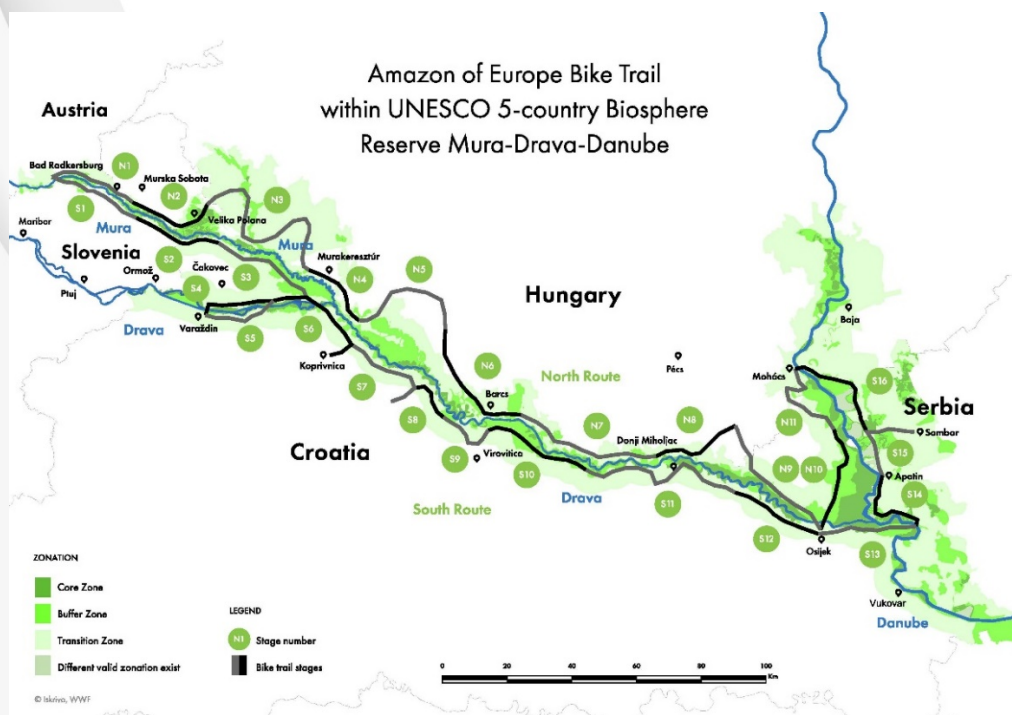 Amazon of Europe Bike Trail
within UNESCO 5-country Biosphere
Reserve Mura-Drava-Danube
Austria
Bad Radkersburg
N1
Murska Sobota
N2
N3
S1
Mura
Velika Polana
Maribor
Slovenia
S2
Mura
Murakeresztúr
Ormož
Čakovec
S3
N4
N5
Ptuj
S4
Hungary
Drava
Varaždin
S5
S6
Baja
Koprivnica
N6
North Route
Pécs
Mohács
S7
S16
Barcs
Serbia
S8
N7
Donji Miholjac
N8
N11
Sombor
Croatia
S9
Virovitica
S10
N9
N10
S15
Apatin
Drava
S11
S14
South Route
S12
Osijek
S13
Vukovar
Danube
ZONATION
Core Zone
Buffer Zone
Transition Zone
Different valid zonation exist
LEGEND
N1
Stage number
Bike trail stages
0
20
40
60
80
100
Km
© Iskriva, WWF